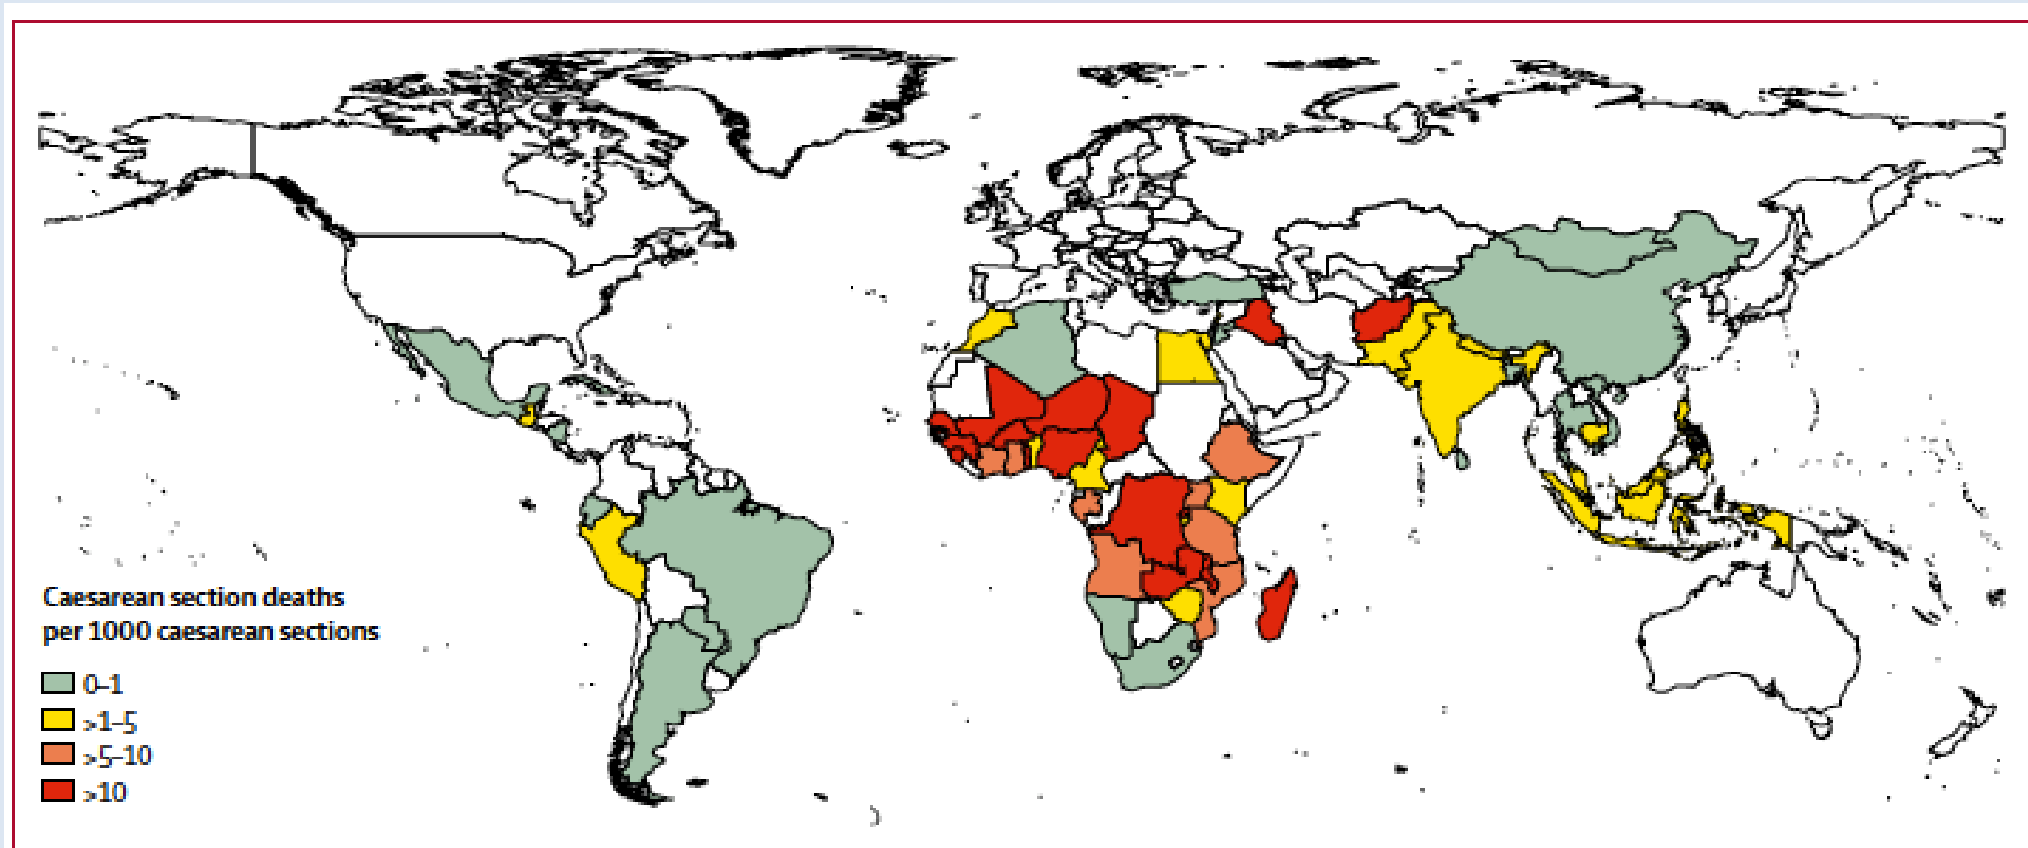 Caesarean section deaths
per 1000 caesarean sections
0–1
>1–5
>5–10
>10